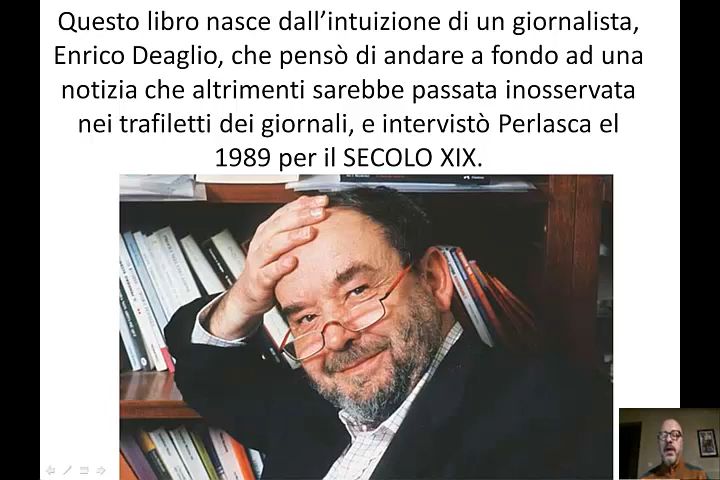 Questo libro nasce dall’intuizione di un giornalista,
Enrico Deaglio, che pensò di andare a fondo ad una
notizia che altrimenti sarebbe passata inosservata
nei trafiletti dei giornali, e intervistò Perlasca el
1989 per il SECOLO XIX.